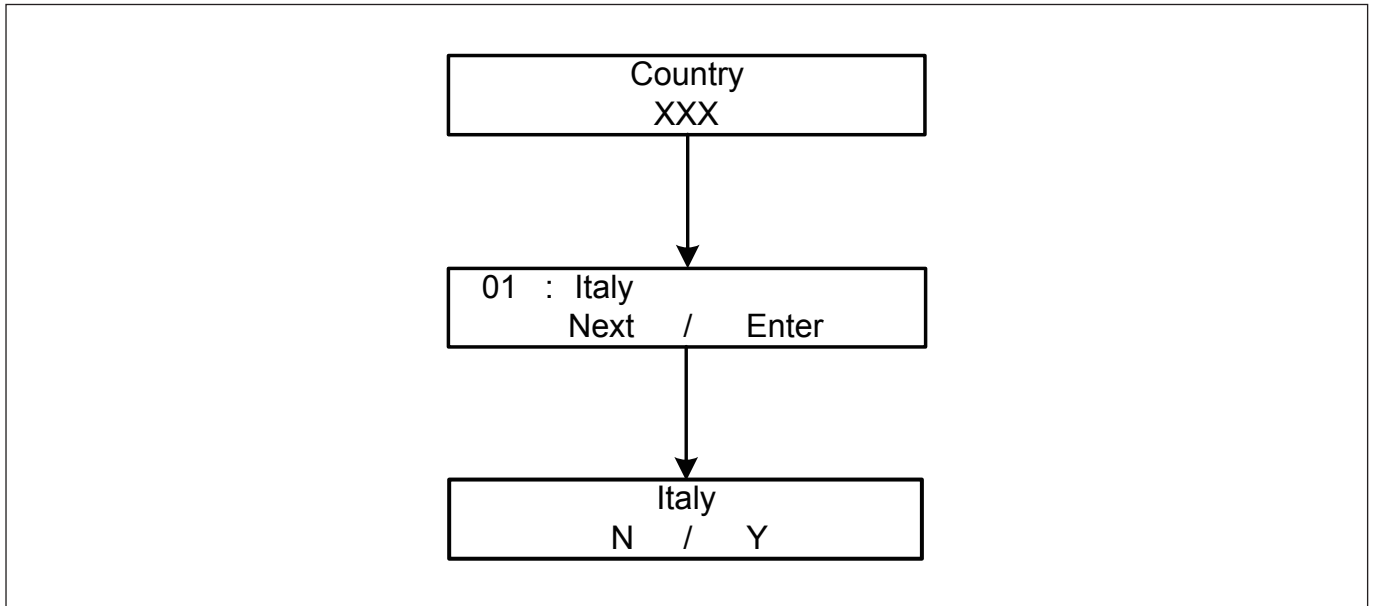 Country
XXX
01 : Italy
Next / Enter
Italy
N / Y